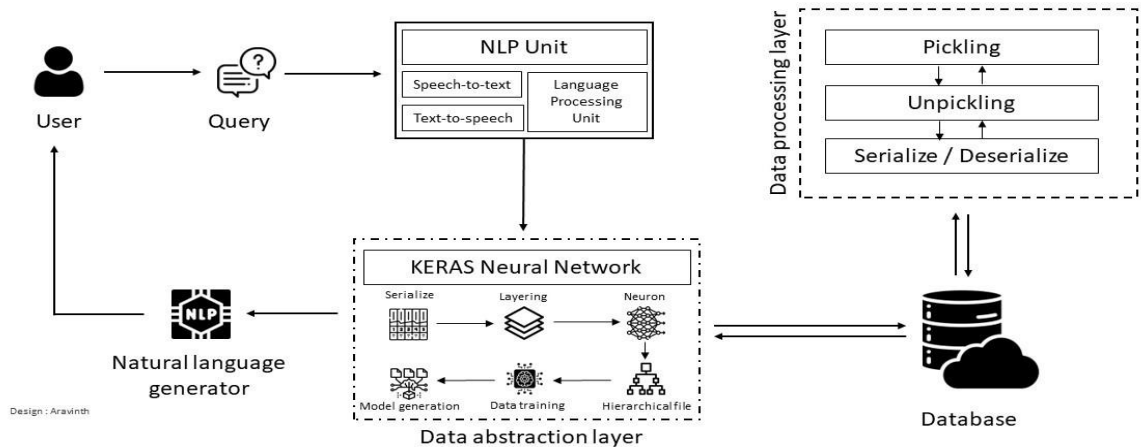 User
Query
NLP Unit
Speech-to-text
Text-to-speech
Language
Processing
Unit
Data processing layer
Pickling
Unpickling
Serialize / Deserialize
KERAS Neural Network
Serialize
Layering
Neuron
Model generation
Data training
Hierarchical file
Data abstraction layer
NLP
Natural language
generator
Database
Design : Aravinth